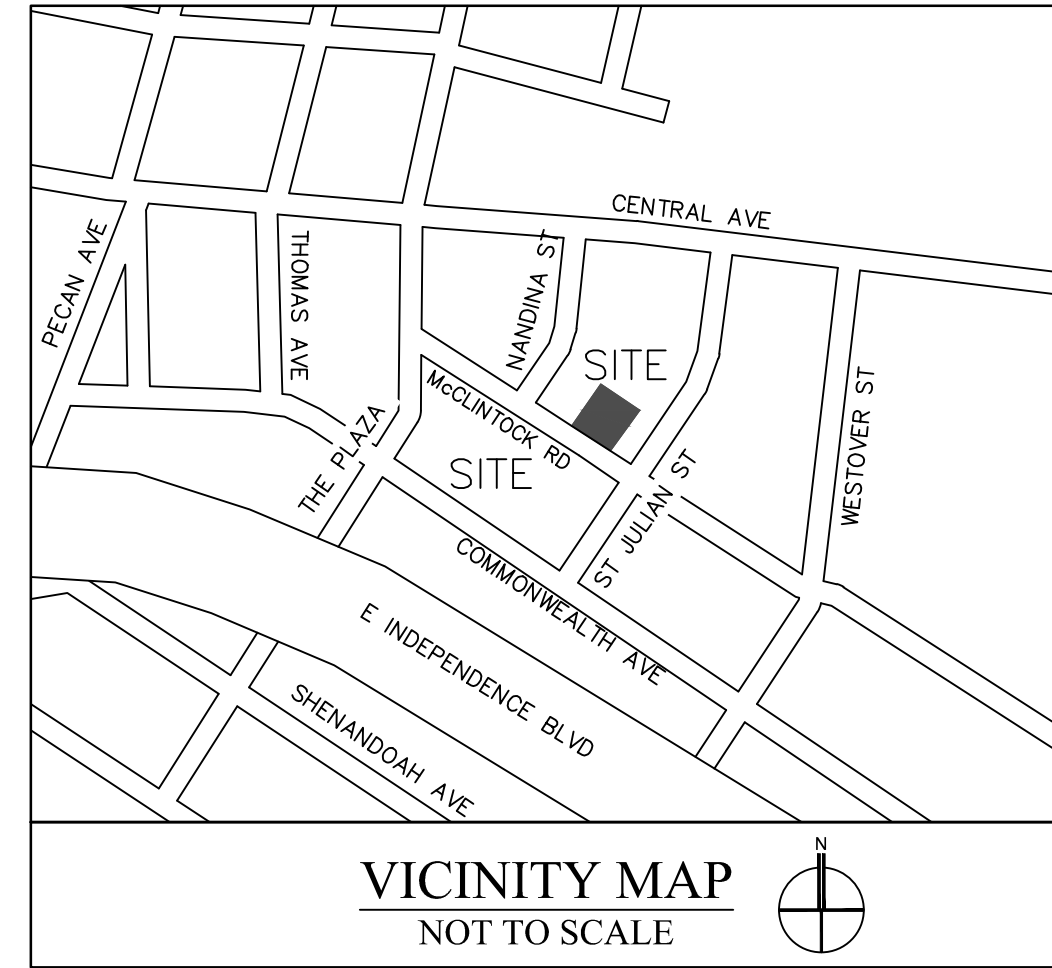 CENTRAL AVE
PECAN AVE
THOMAS AVE
NANDINA ST
SITE
McCLINTOCK RD
WESTOVER ST
THE PLAZA
SITE
ST JULIAN ST
COMMONWEALTH AVE
E INDEPENDENCE BLVD
SHENANDOAH AVE
VICINITY MAP
N
NOT TO SCALE